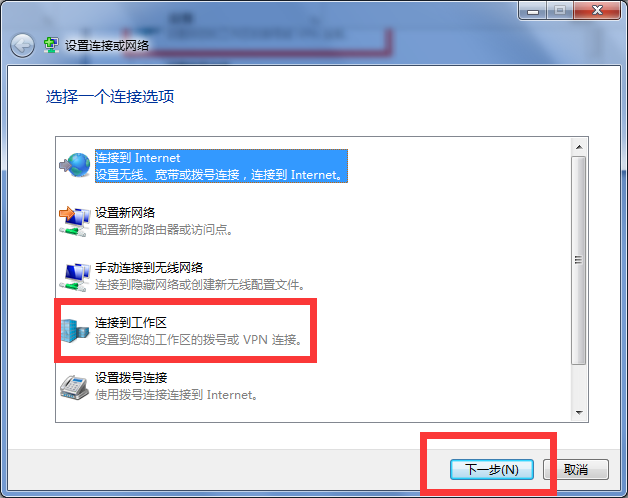 设置连接或网络
选择一个连接选项
连接到 Internet
设置无线、宽带或拨号连接，连接到 Internet。
设置新网络
配置新的路由器或访问点。
手动连接到无线网络
连接到隐藏网络或创建新无线配置文件。
连接到工作区
设置到您的工作区的拨号或 VPN 连接。
设置拨号连接
使用拨号连接连接到 Internet。
下一步(N)
取消